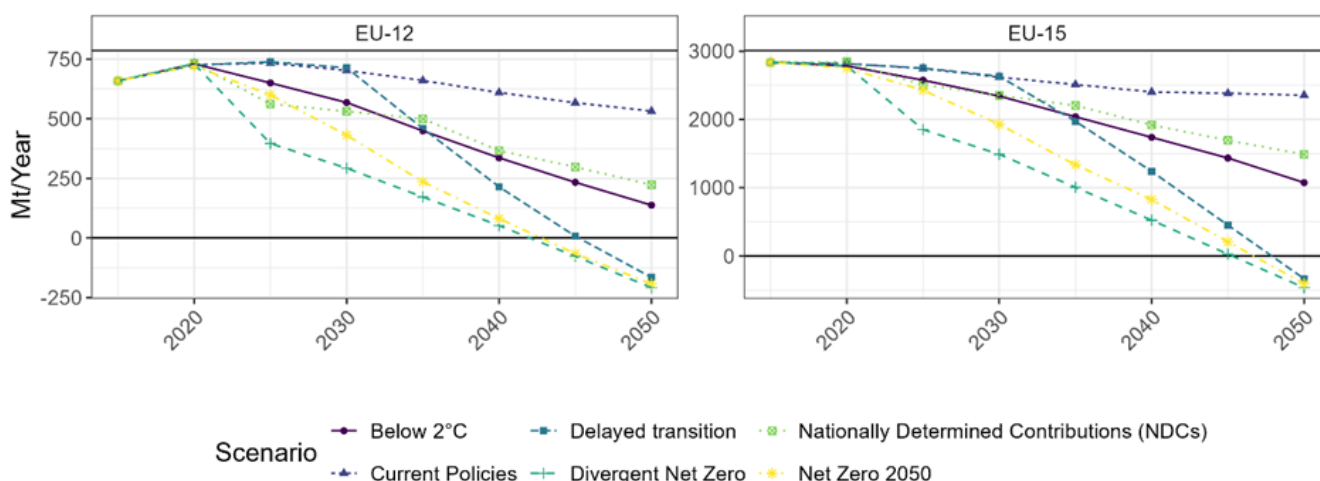 EU-12
EU-15
Mt/Year
750
500
250
0
-250
2020
2030
2040
2050
3000
2000
1000
0
2020
2030
2040
2050
Scenario
Below 2°C
Delayed transition
Nationally Determined Contributions (NDCs)
Current Policies
Divergent Net Zero
Net Zero 2050